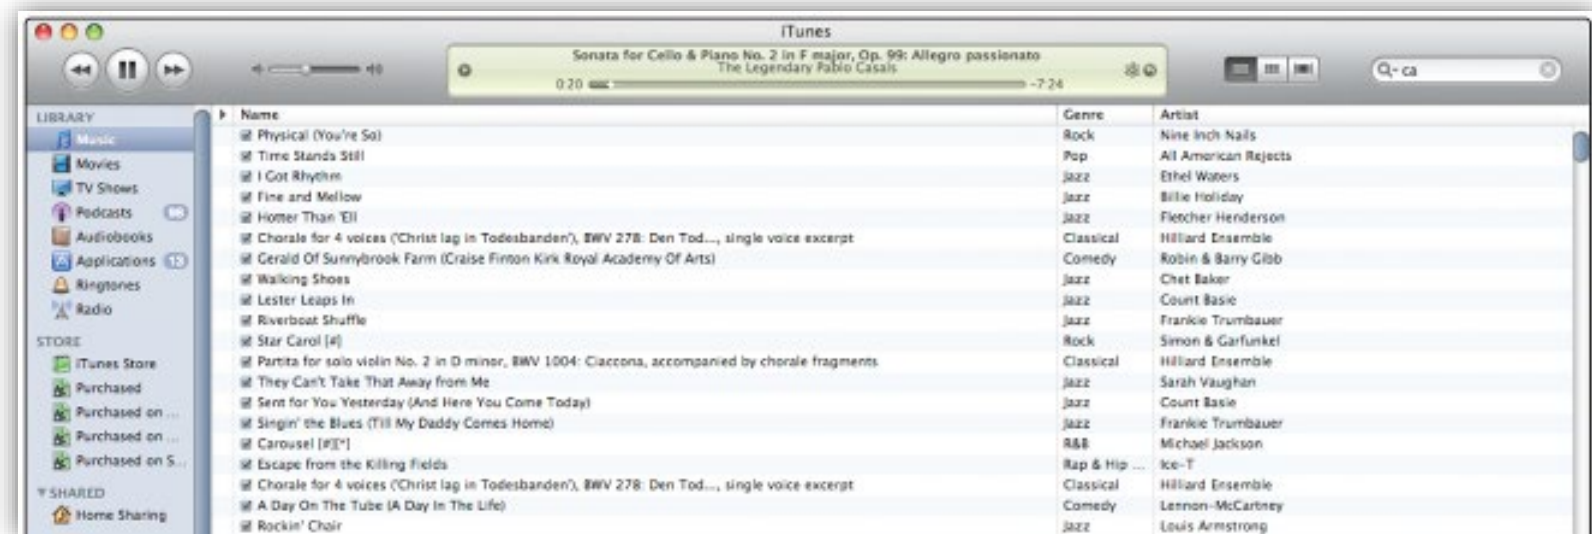 iTunes
Sonata for Cello & Piano No. 2 in F major, Op. 99: Allegro passionato
The Legendary Pablo Casals
0:20 -7:24
ca
LIBRARY
Music
Movies
TV Shows
Podcasts
Audiobooks
Applications
Ringtones
Radio
STORE
iTunes Store
Purchased
Purchased on ...
Purchased on ...
Purchased on S...
SHARED
Home Sharing
Name Genre Artist
Physical (You're So) Rock Nine Inch Nails
Time Stands Still Pop All American Rejects
I Got Rhythm Jazz Ethel Waters
Fine and Mellow Jazz Billie Holiday
Hotter Than 'Ell Jazz Fletcher Henderson
Chorale for 4 voices ('Christ lag in Todesbanden'), BWV 278: Den Tod..., single voice excerpt Classical Hilliard Ensemble
Gerald Of Sunnybrook Farm (Craise Finton Kirk Royal Academy Of Arts) Comedy Robin & Barry Gibb
Walking Shoes Jazz Chet Baker
Lester Leaps In Jazz Count Basie
Riverboat Shuffle Jazz Frankie Trumbauer
Star Carol [#] Rock Simon & Garfunkel
Partita for solo violin No. 2 in D minor, BWV 1004: Ciaccona, accompanied by chorale fragments Classical Hilliard Ensemble
They Can't Take That Away from Me Jazz Sarah Vaughan
Sent for You Yesterday (And Here You Come Today) Jazz Count Basie
Singin' the Blues (Till My Daddy Comes Home) Jazz Frankie Trumbauer
Carousel [#][*] R&B Michael Jackson
Escape from the Killing Fields Rap & Hip ... Ice-T
Chorale for 4 voices ('Christ lag in Todesbanden'), BWV 278: Den Tod..., single voice excerpt Classical Hilliard Ensemble
A Day On The Tube (A Day In The Life) Comedy Lennon-McCartney
Rockin' Chair Jazz Louis Armstrong